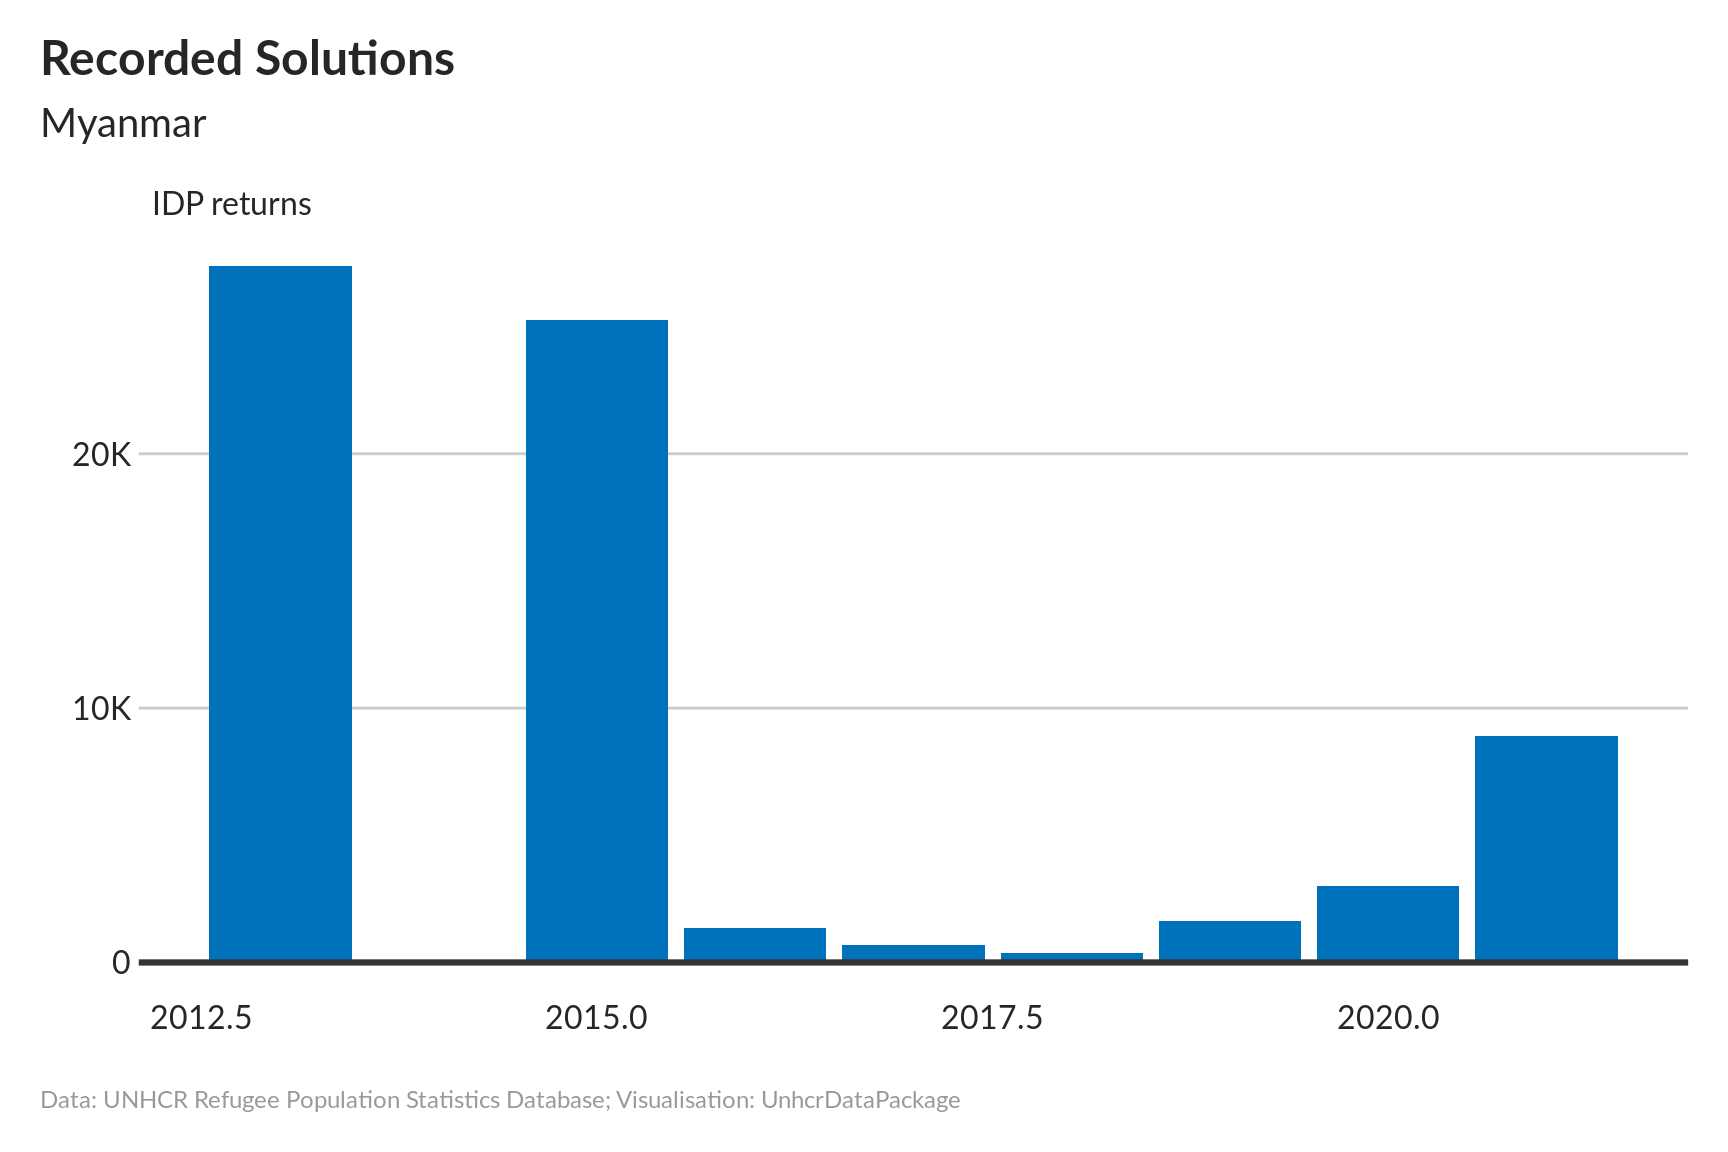 Recorded Solutions
Myanmar
IDP returns
20K
10K
0
2012.5 2015.0 2017.5 2020.0
Data: UNHCR Refugee Population Statistics Database; Visualisation: UnhcrDataPackage